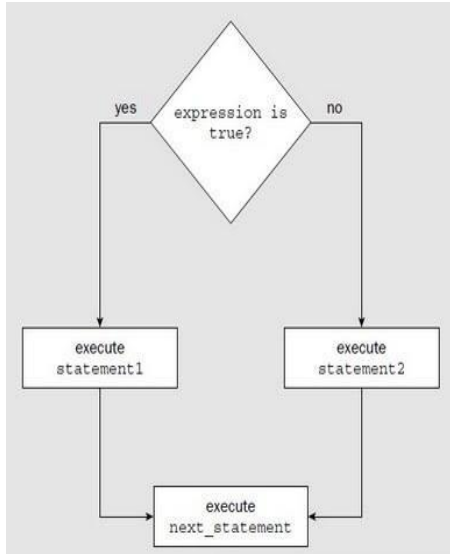 expression is
true?
yes
no
execute
statement1
execute
statement2
execute
next_statement